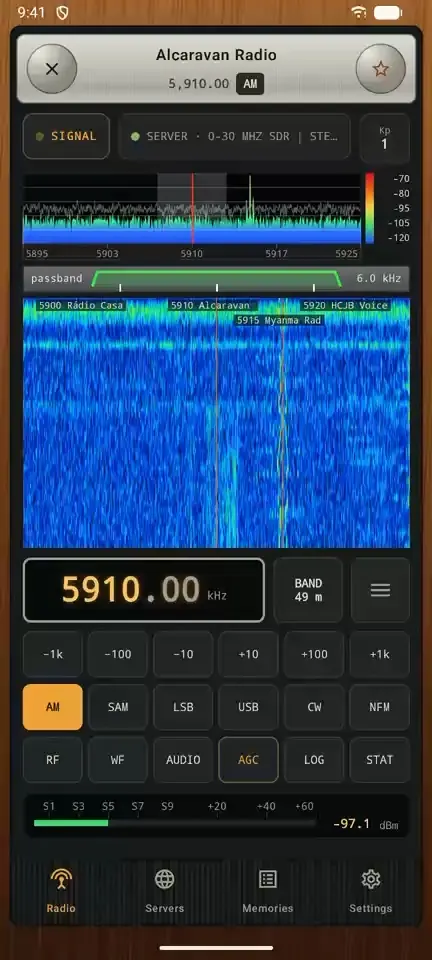 9:41
Alcaravan Radio
5,910.00 AM
SIGNAL
SERVER · 0-30 MHZ SDR | STE…
Kp
1
-70
-80
-95
-105
-120
5895 5903 5910 5917 5925
passband 6.0 kHz
5900 Radio Casa 5910 Alcaravan 5920 HCJB Voice
5915 Myanma Rad
5910.00 kHz
BAND
49 m
-1k -100 -10 +10 +100 +1k
AM SAM LSB USB CW NFM
RF WF AUDIO AGC LOG STAT
S1 S3 S5 S7 S9 +20 +40 +60
-97.1 dBm
Radio Servers Memories Settings